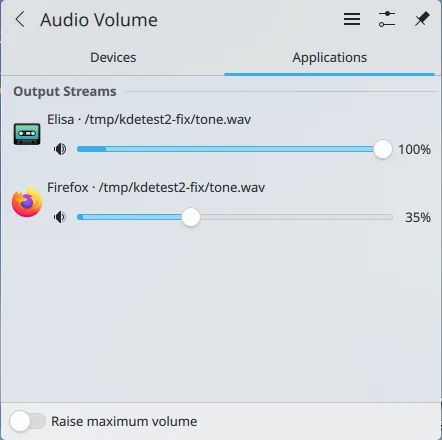 Audio Volume
Devices
Applications
Output Streams
Elisa · /tmp/kdetest2-fix/tone.wav
100%
Firefox · /tmp/kdetest2-fix/tone.wav
35%
Raise maximum volume